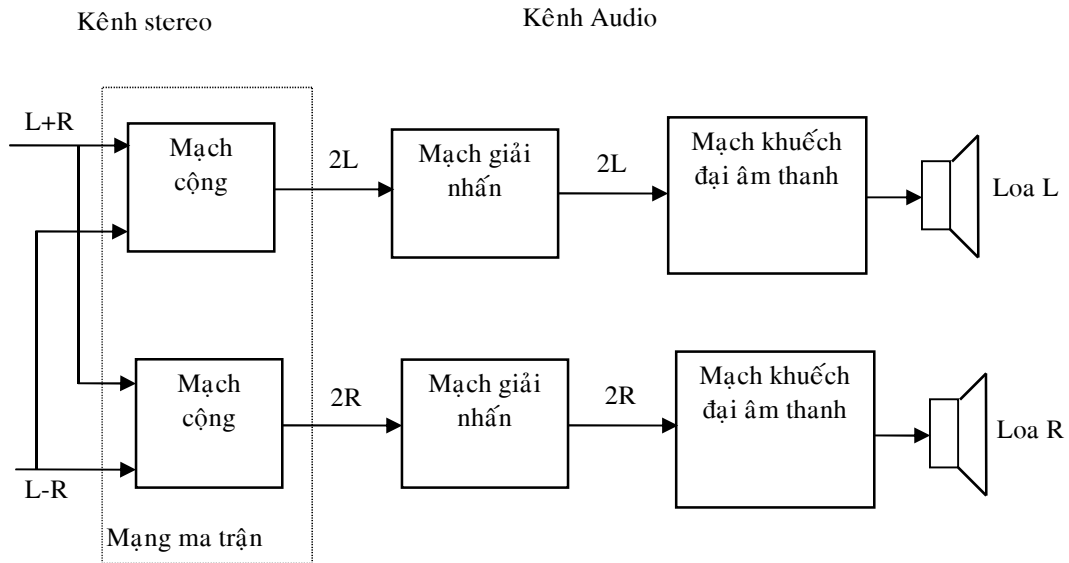 Kênh stereo
Kênh Audio
L+R
Mạch
cộng
2L
Mạch giải
nhấn
2L
Mạch khuếch
đại âm thanh
Loa L
Mạch
cộng
2R
Mạch giải
nhấn
2R
Mạch khuếch
đại âm thanh
Loa R
L-R
Mạng ma trận